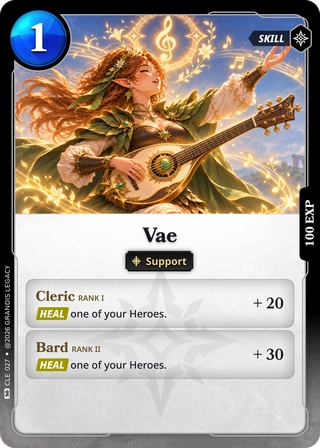 1
SKILL
Vae
Support
100 EXP
Cleric RANK I
+ 20
HEAL one of your Heroes.
Bard RANK II
+ 30
HEAL one of your Heroes.
CLE 027 • @2026 GRANDIS LEGACY